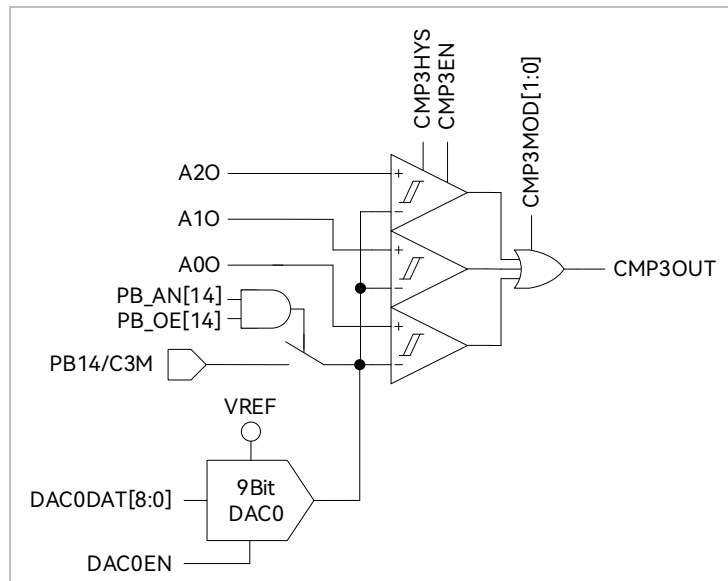 CMP3HYS
CMP3EN
CMP3MOD[1:0]
A2O
+
-
A1O
+
-
A0O
+
-
CMP3OUT
PB_AN[14]
PB_OE[14]
PB14/C3M
VREF
DAC0DAT[8:0]
9Bit
DAC0
DAC0EN